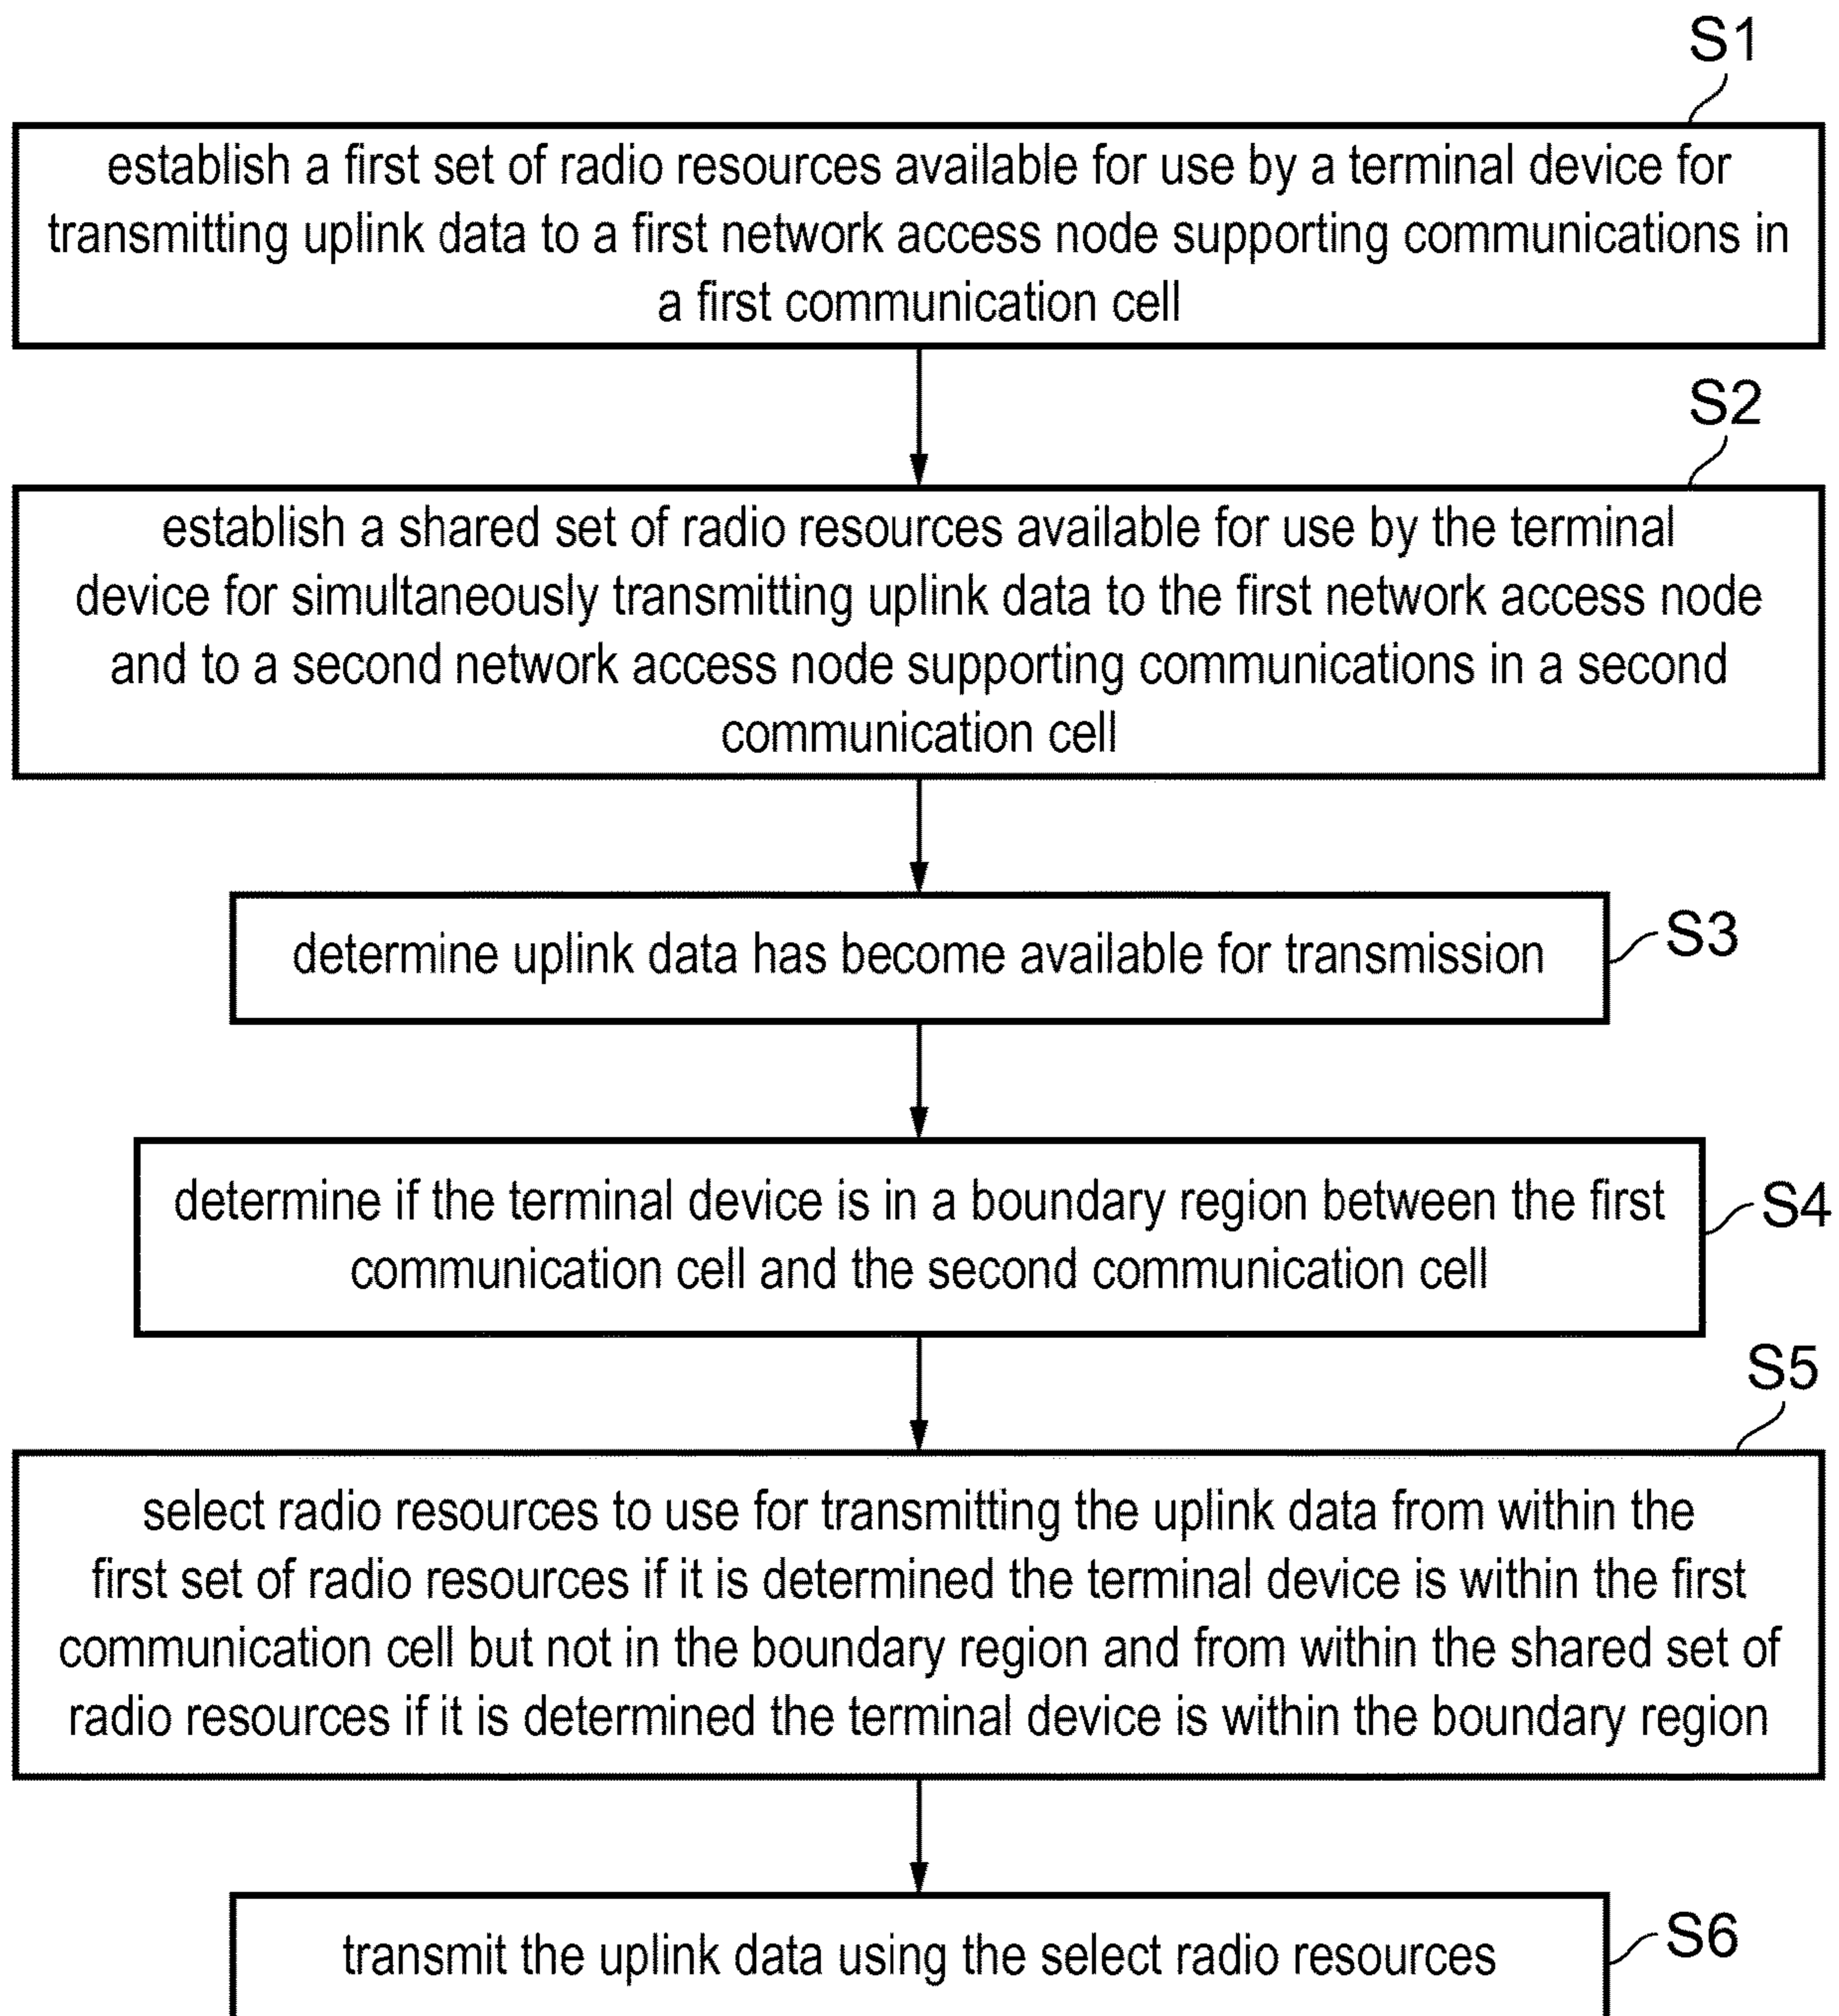 S1
establish a first set of radio resources available for use by a terminal device for
transmitting uplink data to a first network access node supporting communications in
a first communication cell
S2
establish a shared set of radio resources available for use by the terminal
device for simultaneously transmitting uplink data to the first network access node
and to a second network access node supporting communications in a second
communication cell
determine uplink data has become available for transmission
S3
determine if the terminal device is in a boundary region between the first
communication cell and the second communication cell
S4
S5
select radio resources to use for transmitting the uplink data from within the
first set of radio resources if it is determined the terminal device is within the first
communication cell but not in the boundary region and from within the shared set of
radio resources if it is determined the terminal device is within the boundary region
transmit the uplink data using the select radio resources
S6